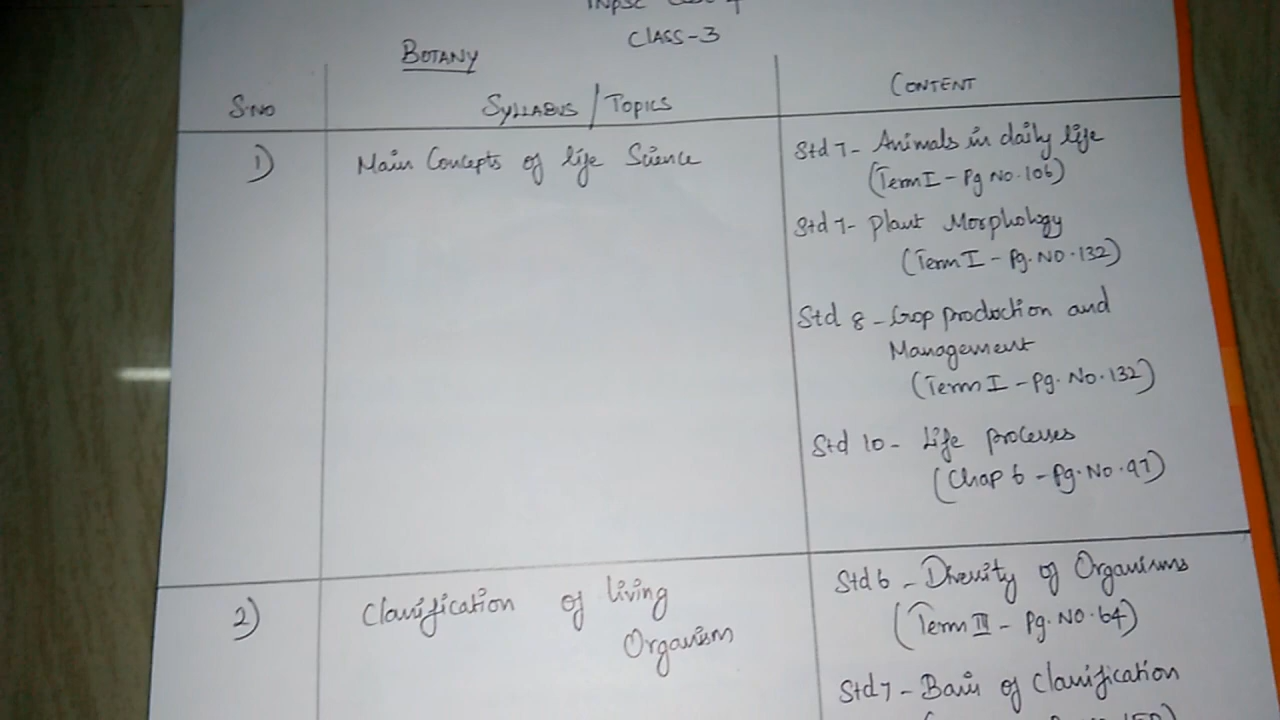 CLASS-3
BOTANY
S.NO
SYLLABUS / TOPICS
CONTENT
1)
Main Concepts of life Science
Std 7- Animals in daily life
(Term I - Pg No. 106)
Std 7- Plant Morphology
(Term I - Pg. NO. 132)
Std 8 - Crop production and
Management
(Term I - Pg. No. 132)
Std 10 - Life processes
(Chap 6 - Pg. No. 97)
2)
Classification of living
Organism
Std 6 - Diversity of Organisms
(Term III - Pg. NO. 64)
Std 7 - Basis of Classification